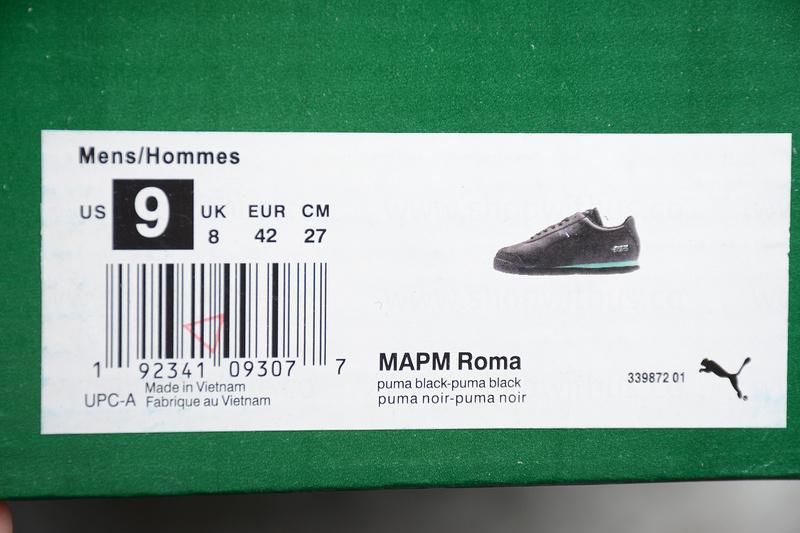 Mens/Hommes
US 9 UK EUR CM
8 42 27
1 92341 09307 7
UPC-A
Made in Vietnam
Fabrique au Vietnam
MAPM Roma
puma black-puma black
puma noir-puma noir
339872 01